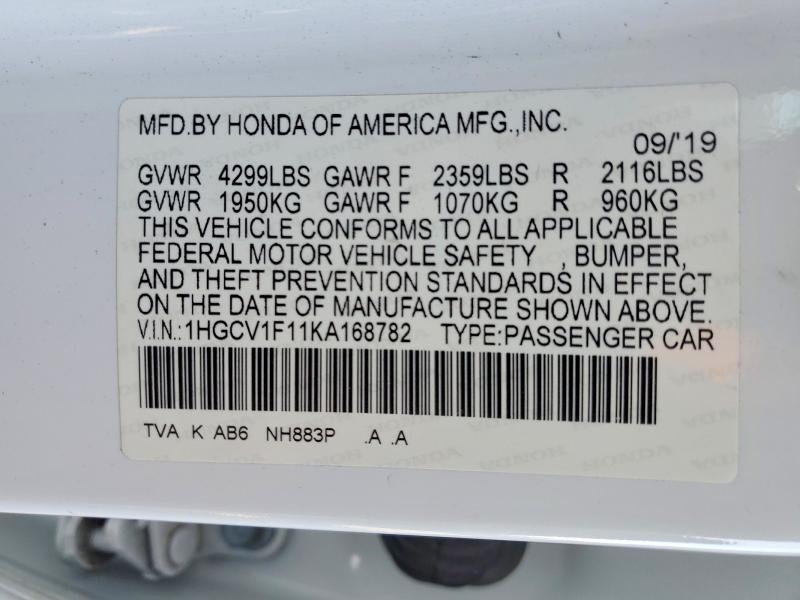 MFD.BY HONDA OF AMERICA MFG.,INC.
09/'19
GVWR 4299LBS GAWR F 2359LBS R 2116LBS
GVWR 1950KG GAWR F 1070KG R 960KG
THIS VEHICLE CONFORMS TO ALL APPLICABLE
FEDERAL MOTOR VEHICLE SAFETY , BUMPER,
AND THEFT PREVENTION STANDARDS IN EFFECT
ON THE DATE OF MANUFACTURE SHOWN ABOVE.
V.I.N.:1HGCV1F11KA168782 TYPE:PASSENGER CAR
TVA K AB6 NH883P .A .A